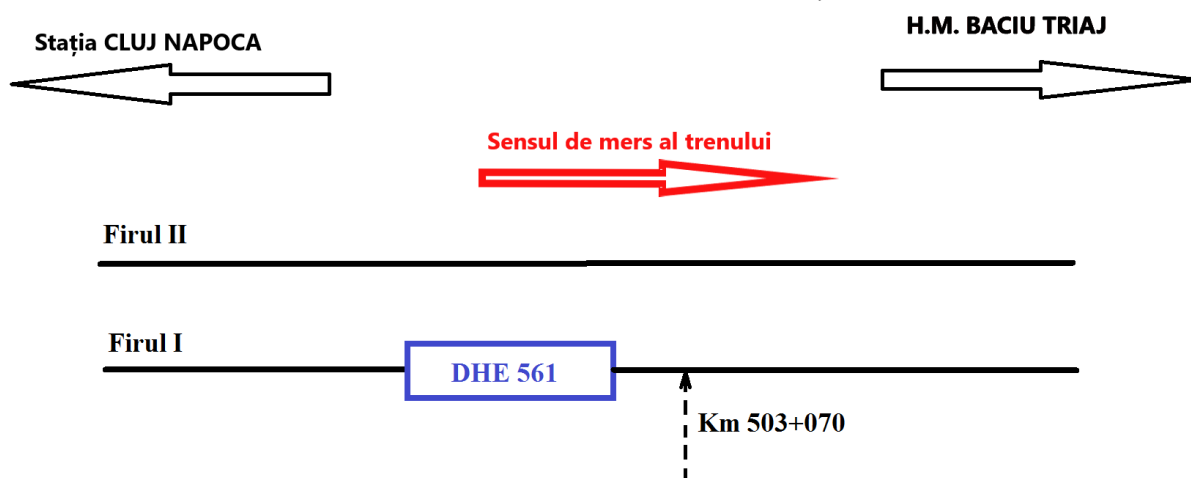 Stația CLUJ NAPOCA
H.M. BACIU TRIAJ
Sensul de mers al trenului
Firul II
Firul I
DHE 561
Km 503+070